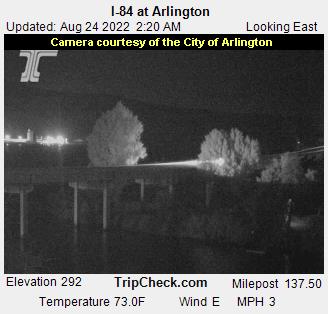 I-84 at Arlington
Updated: Aug 24 2022 2:20 AM Looking East
Camera courtesy of the City of Arlington
Elevation 292 TripCheck.com Milepost 137.50
Temperature 73.0F Wind E MPH 3